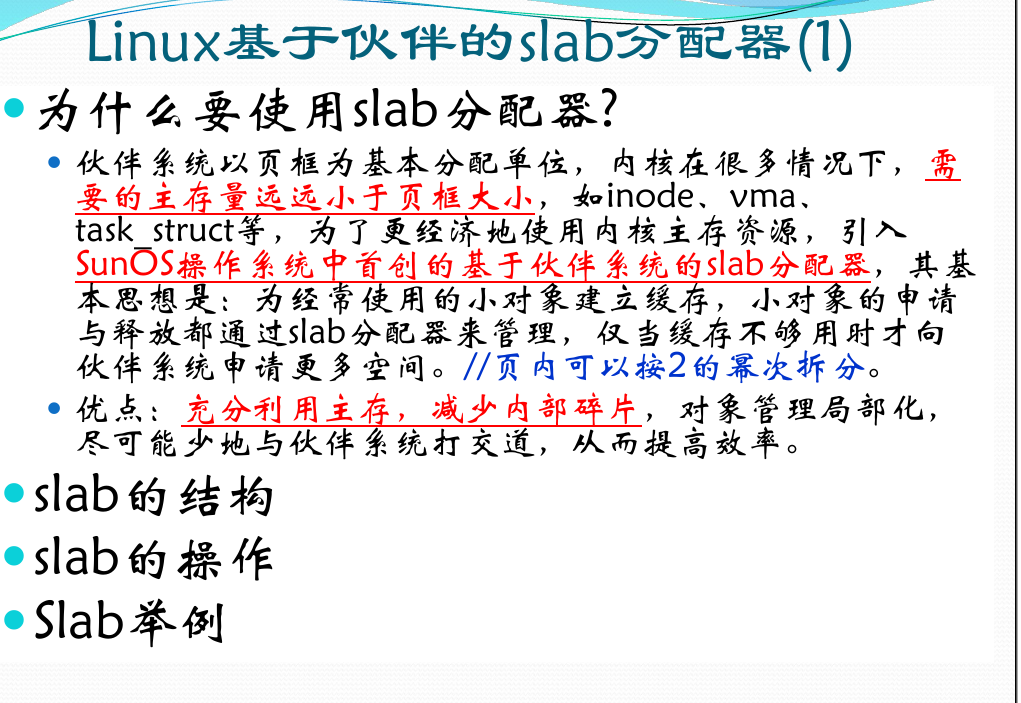 Linux基于伙伴的slab分配器(1)
为什么要使用slab分配器?
伙伴系统以页框为基本分配单位，内核在很多情况下，需
要的主存量远远小于页框大小，如inode、vma、
task_struct等，为了更经济地使用内核主存资源，引入
SunOS操作系统中首创的基于伙伴系统的slab分配器，其基
本思想是：为经常使用的小对象建立缓存，小对象的申请
与释放都通过slab分配器来管理，仅当缓存不够用时才向
伙伴系统申请更多空间。//页内可以按2的幂次拆分。
优点：充分利用主存，减少内部碎片，对象管理局部化，
尽可能少地与伙伴系统打交道，从而提高效率。
slab的结构
slab的操作
Slab举例